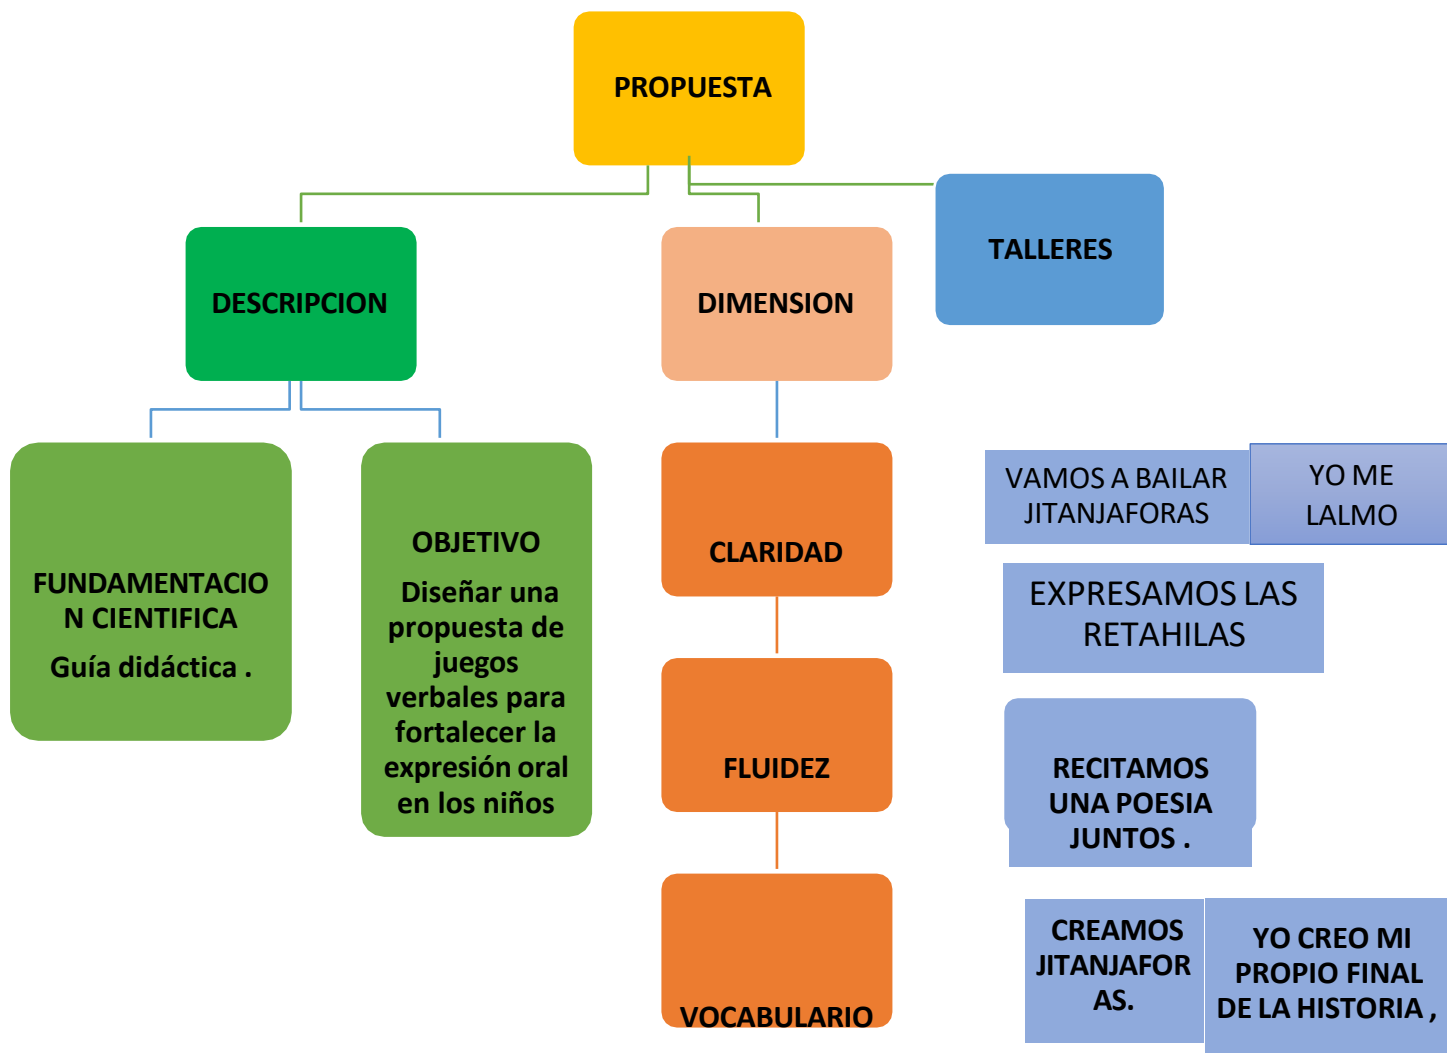 PROPUESTA
TALLERES
DESCRIPCION
DIMENSION
FUNDAMENTACIO
N CIENTIFICA
Guía didáctica .
OBJETIVO
Diseñar una
propuesta de
juegos
verbales para
fortalecer la
expresión oral
en los niños
CLARIDAD
VAMOS A BAILAR
JITANJAFORAS
YO ME
LALMO
EXPRESAMOS LAS
RETAHILAS
FLUIDEZ
RECITAMOS
UNA POESIA
JUNTOS .
VOCABULARIO
CREAMOS
JITANJAFOR
AS.
YO CREO MI
PROPIO FINAL
DE LA HISTORIA ,